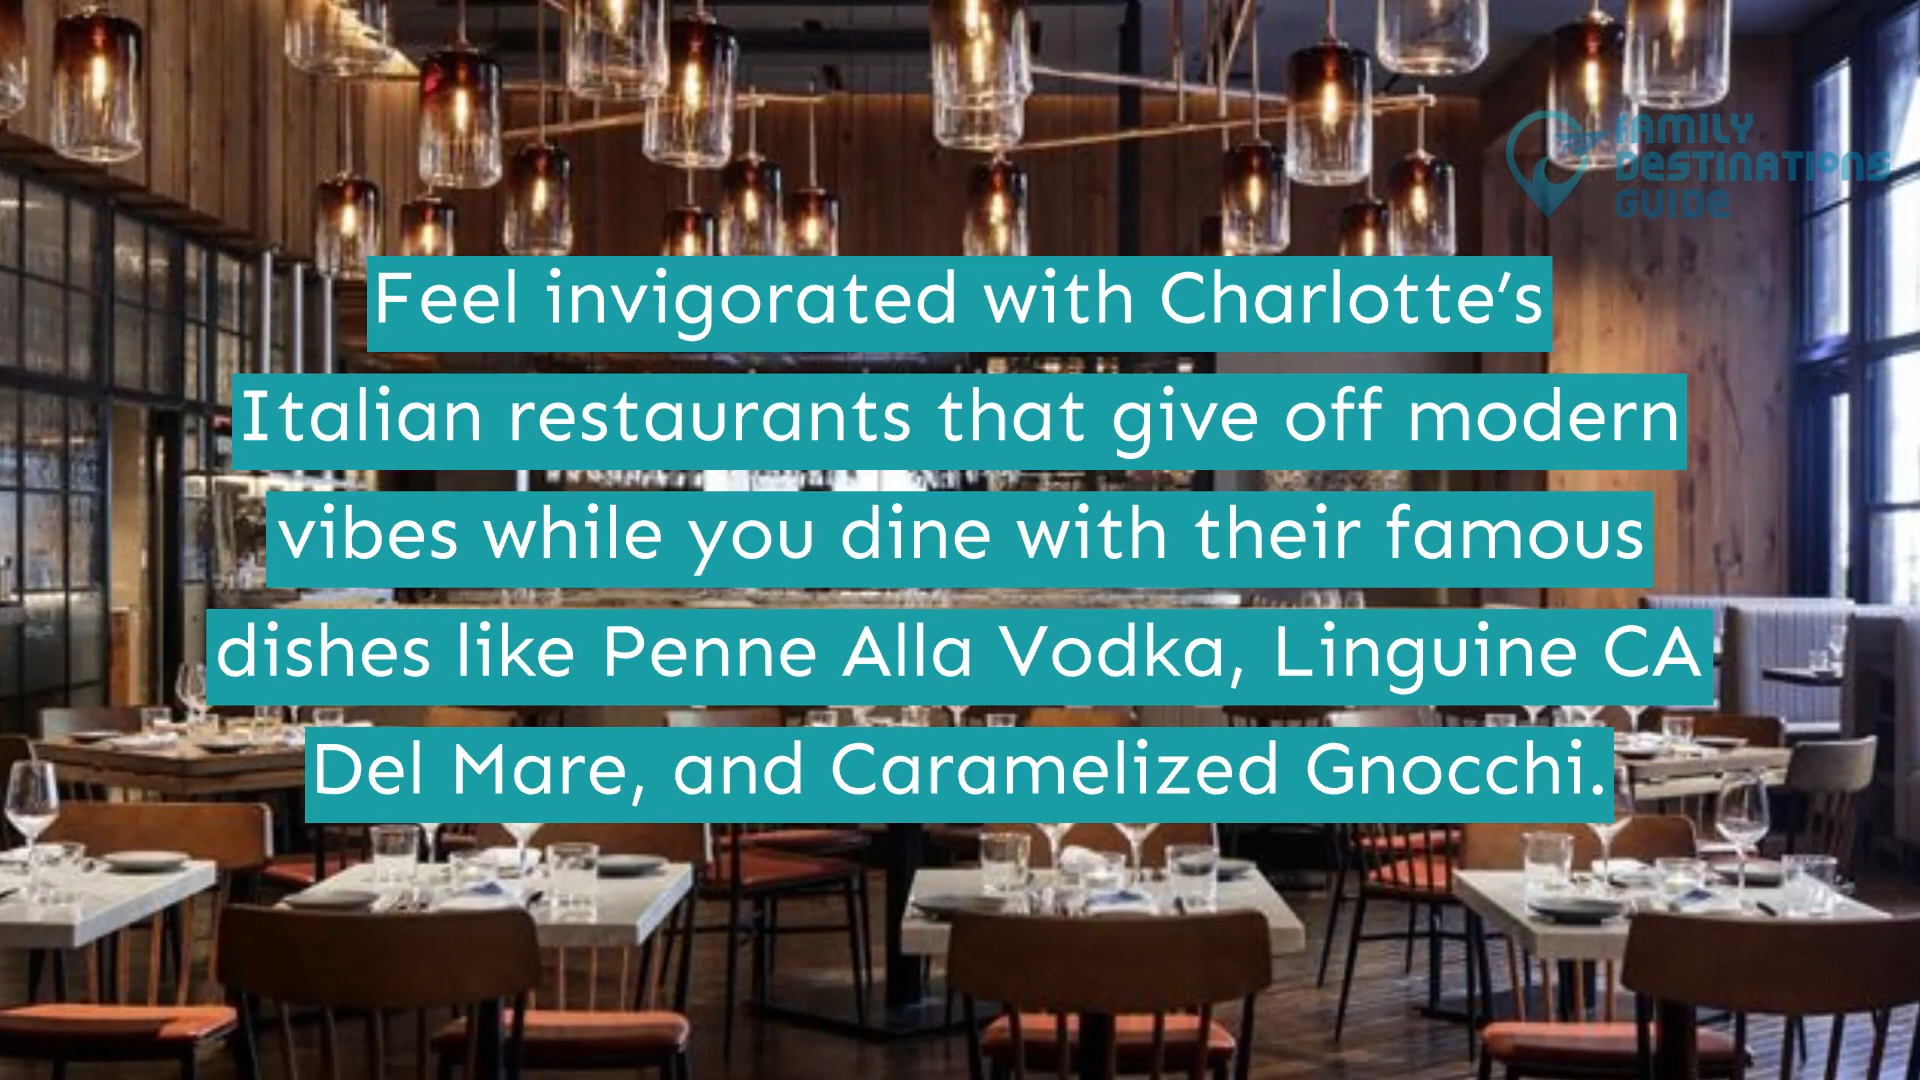 FAMILY
DESTINATIONS
GUIDE
Feel invigorated with Charlotte’s
Italian restaurants that give off modern
vibes while you dine with their famous
dishes like Penne Alla Vodka, Linguine CA
Del Mare, and Caramelized Gnocchi.